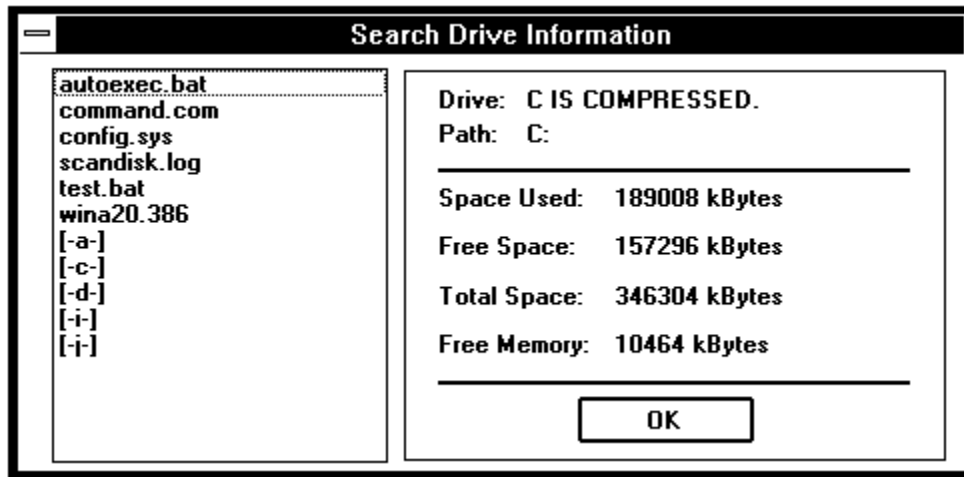 Search Drive Information
autoexec.bat
command.com
config.sys
scandisk.log
test.bat
wina20.386
[-a-]
[-c-]
[-d-]
[-i-]
[-j-]
Drive: C IS COMPRESSED.
Path: C:
Space Used: 189008 kBytes
Free Space: 157296 kBytes
Total Space: 346304 kBytes
Free Memory: 10464 kBytes
OK